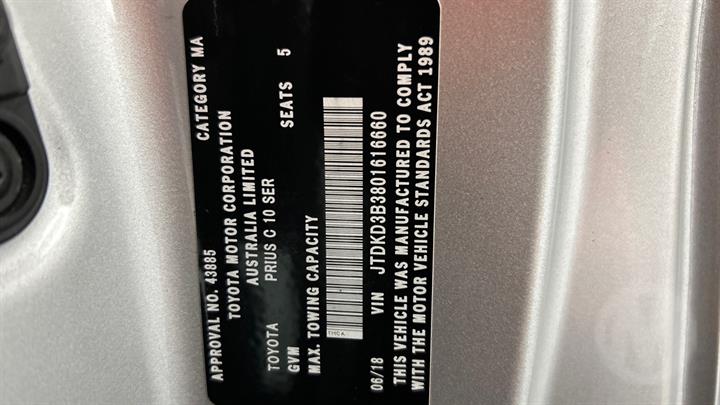 APPROVAL NO. 43885 CATEGORY MA
TOYOTA MOTOR CORPORATION
AUSTRALIA LIMITED
TOYOTA PRIUS C 10 SER
GVM SEATS 5
MAX. TOWING CAPACITY
THCA
06/18 VIN JTDKD3B3801616660
THIS VEHICLE WAS MANUFACTURED TO COMPLY
WITH THE MOTOR VEHICLE STANDARDS ACT 1989